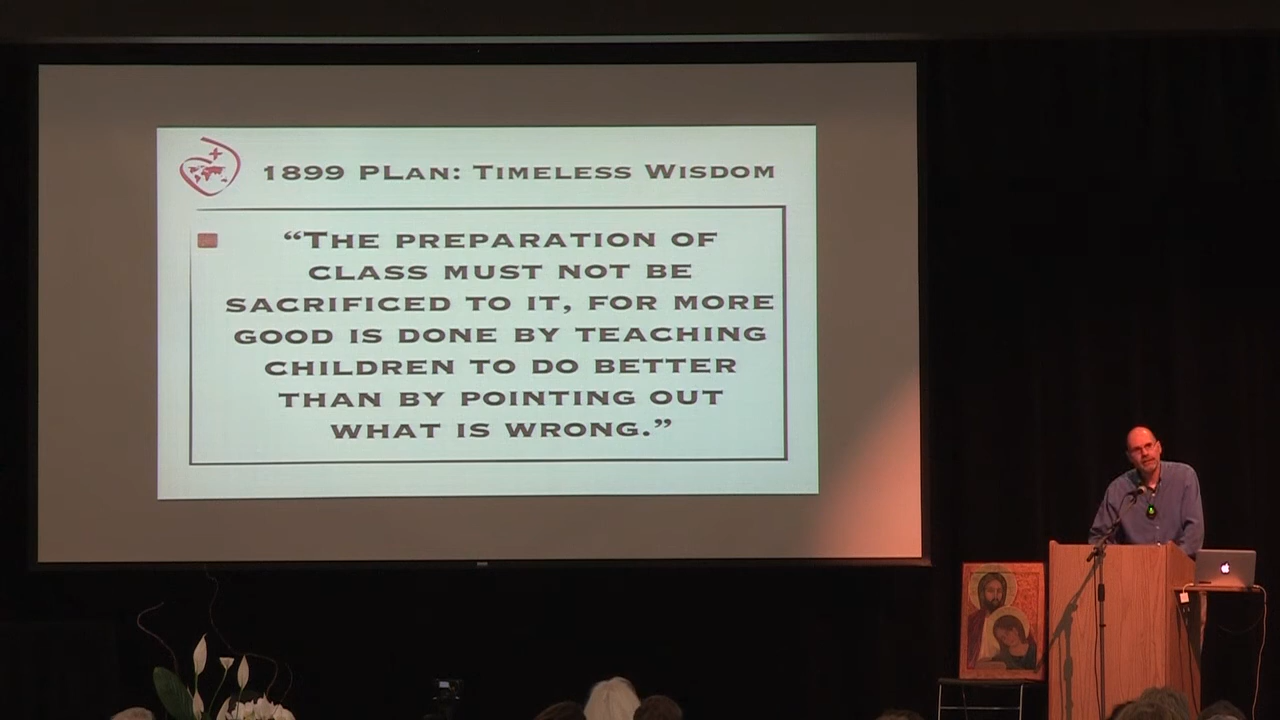 1899 PLan: Timeless Wisdom
“The preparation of
class must not be
sacrificed to it, for more
good is done by teaching
children to do better
than by pointing out
what is wrong.”